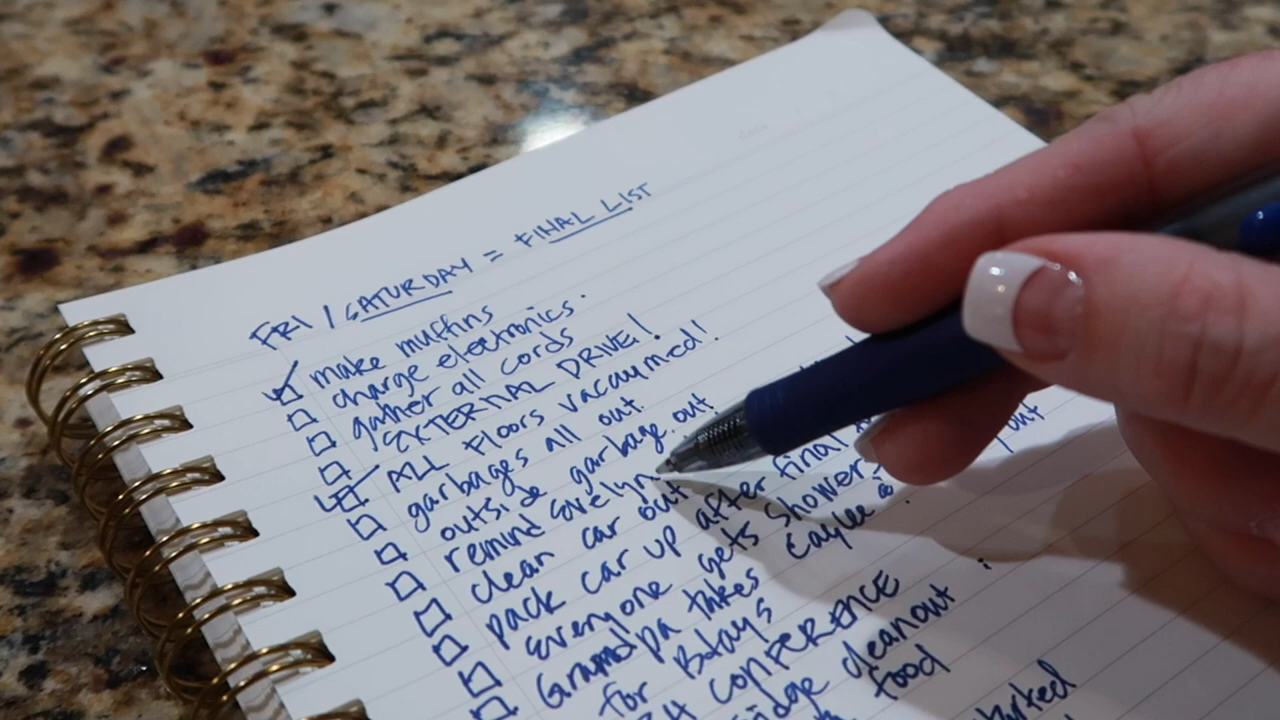 FRI / SATURDAY = FINAL LIST
make muffins
charge electronics.
gather all cords
EXTERNAL DRIVE!
ALL Floors vacuumed!
garbages all out
outside garbage out.
remind Evelyn
clean car out
pack car up after final
Everyone gets shower
Grandpa takes Caylee
for Bdays
CONFERENCE
cleanout
food
out